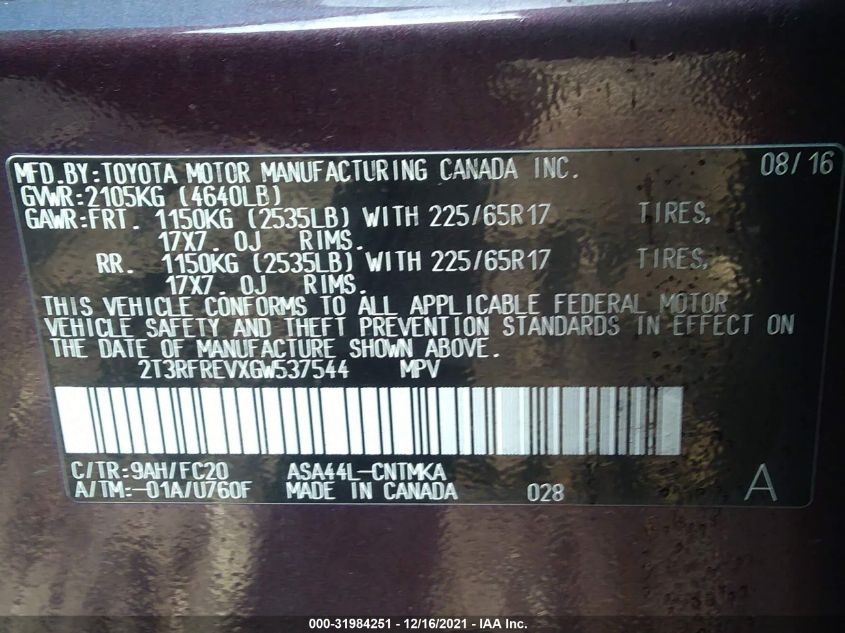 MFD.BY:TOYOTA MOTOR MANUFACTURING CANADA INC. 08/16
GVWR:2105KG (4640LB)
GAWR:FRT. 1150KG (2535LB) WITH 225/65R17 TIRES,
17X7.0J RIMS.
RR. 1150KG (2535LB) WITH 225/65R17 TIRES,
17X7.0J RIMS.
THIS VEHICLE CONFORMS TO ALL APPLICABLE FEDERAL MOTOR
VEHICLE SAFETY AND THEFT PREVENTION STANDARDS IN EFFECT ON
THE DATE OF MANUFACTURE SHOWN ABOVE.
2T3RFREVXGW537544 MPV
C/TR:9AH/FC20 ASA44L-CNTMKA
A/TM:-01A/U760F MADE IN CANADA 028 A
000-31984251 - 12/16/2021 - IAA Inc.